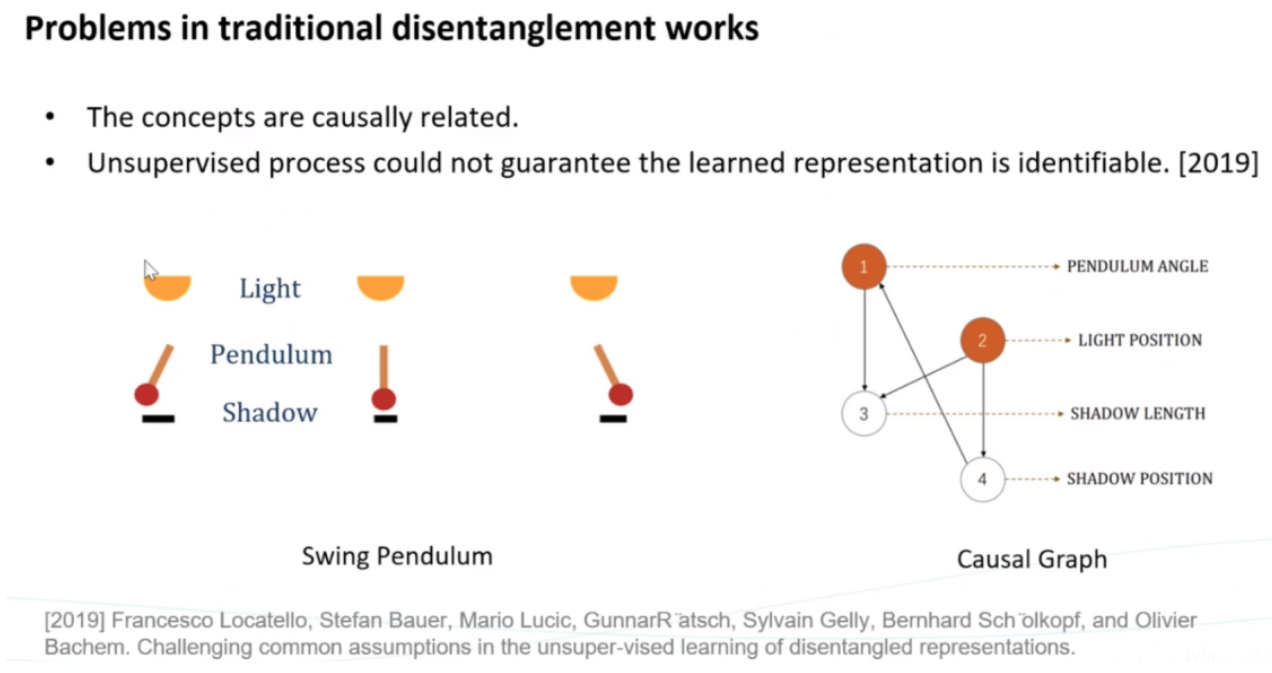 Problems in traditional disentanglement works
• The concepts are causally related.
• Unsupervised process could not guarantee the learned representation is identifiable. [2019]
Light
Pendulum
Shadow
Swing Pendulum
1
PENDULUM ANGLE
2
LIGHT POSITION
3
SHADOW LENGTH
4
SHADOW POSITION
Causal Graph
[2019] Francesco Locatello, Stefan Bauer, Mario Lucic, GunnarR ̈atsch, Sylvain Gelly, Bernhard Sch ̈olkopf, and Olivier
Bachem. Challenging common assumptions in the unsuper-vised learning of disentangled representations.